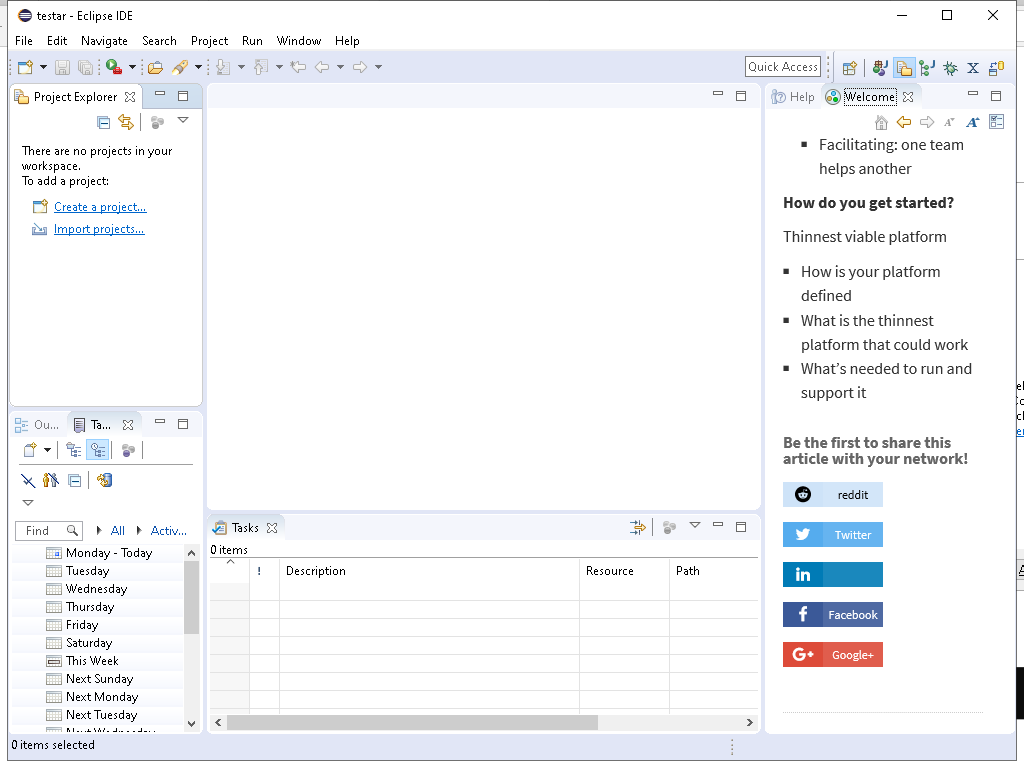 testar - Eclipse IDE
File Edit Navigate Search Project Run Window Help
Quick Access
Project Explorer
There are no projects in your
workspace.
To add a project:
Create a project...
Import projects...
Ou...
Ta...
Find
All
Activ...
Monday - Today
Tuesday
Wednesday
Thursday
Friday
Saturday
This Week
Next Sunday
Next Monday
Next Tuesday
Next Wednesday
0 items selected
Tasks
0 items
! Description Resource Path
Help
Welcome
Facilitating: one team
helps another
How do you get started?
Thinnest viable platform
How is your platform
defined
What is the thinnest
platform that could work
What's needed to run and
support it
Be the first to share this
article with your network!
reddit
Twitter
in
f Facebook
G+ Google+